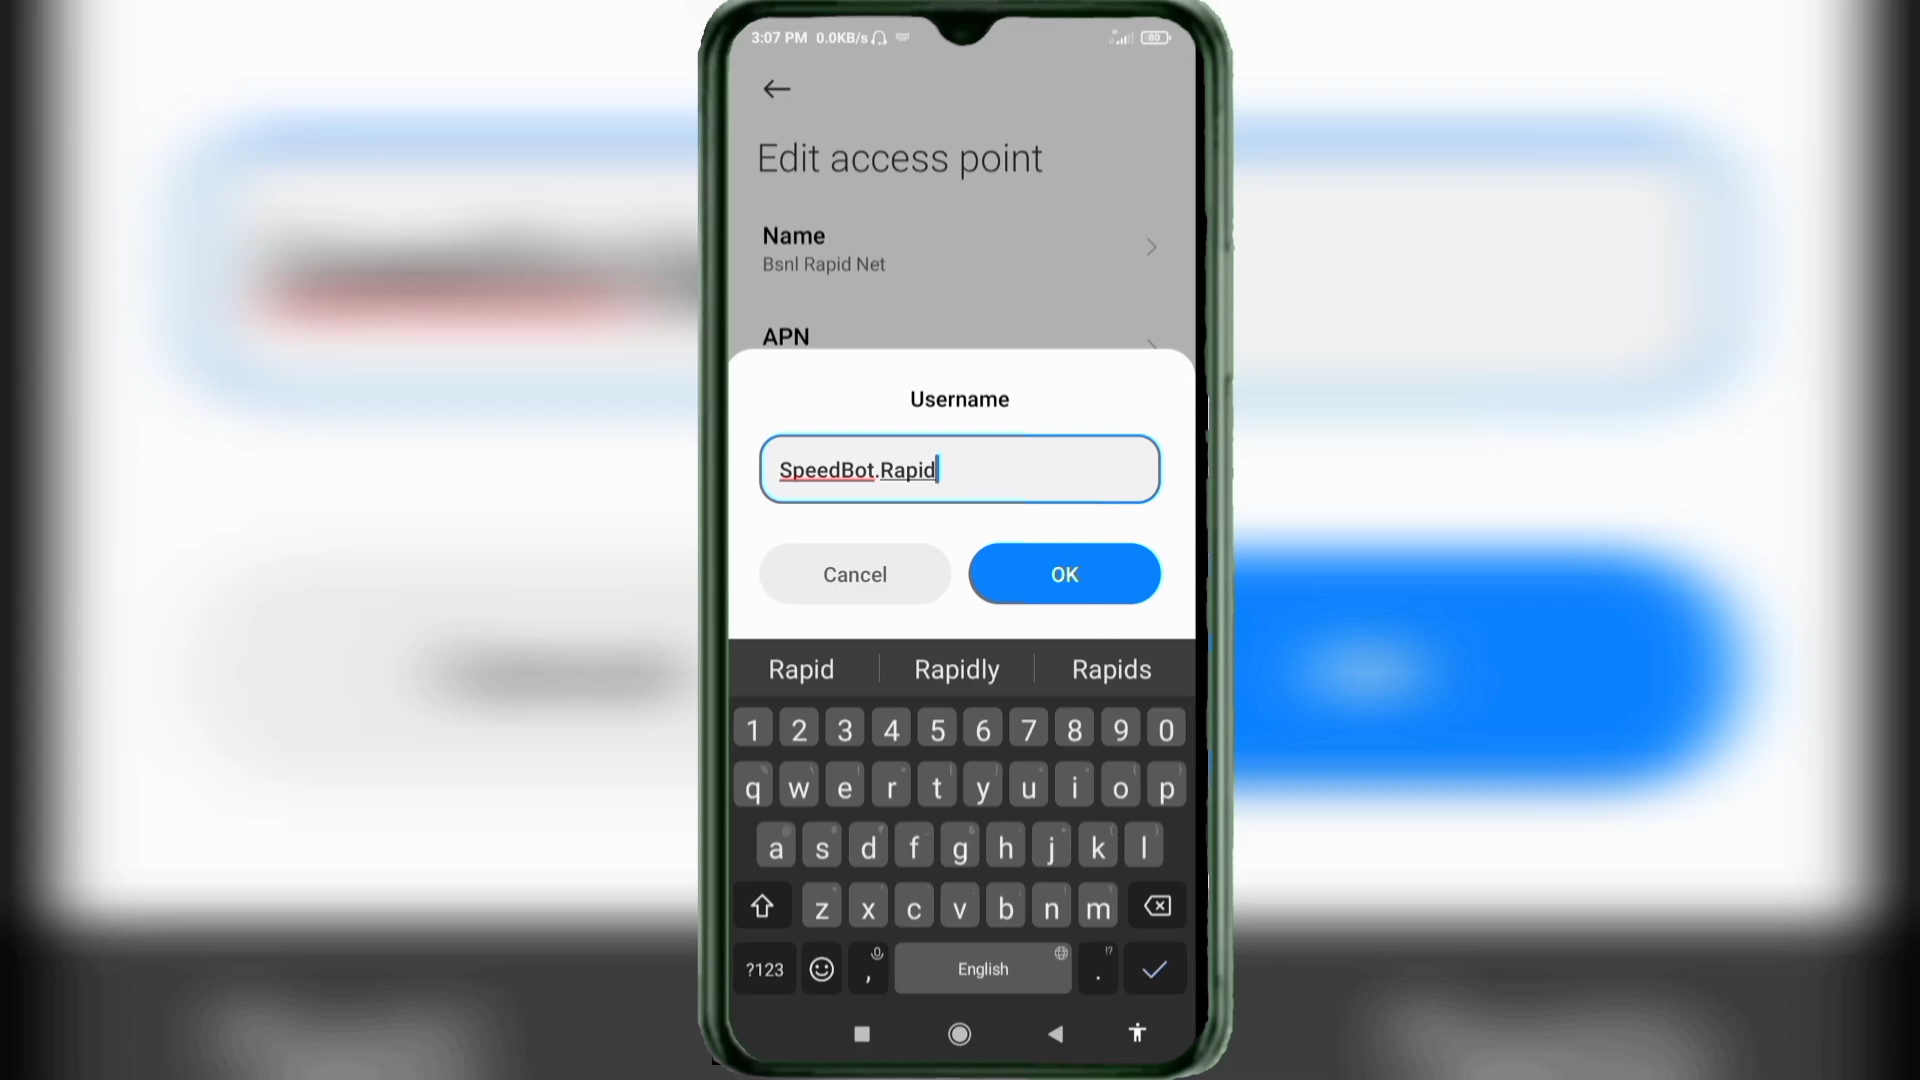 3:07 PM 0.0KB/s
80
Edit access point
Name
Bsnl Rapid Net
APN
Username
SpeedBot.Rapid
Cancel
OK
Rapid Rapidly Rapids
1 2 3 4 5 6 7 8 9 0
q w e r t y u i o p
a s d f g h j k l
z x c v b n m
?123 , English . !?